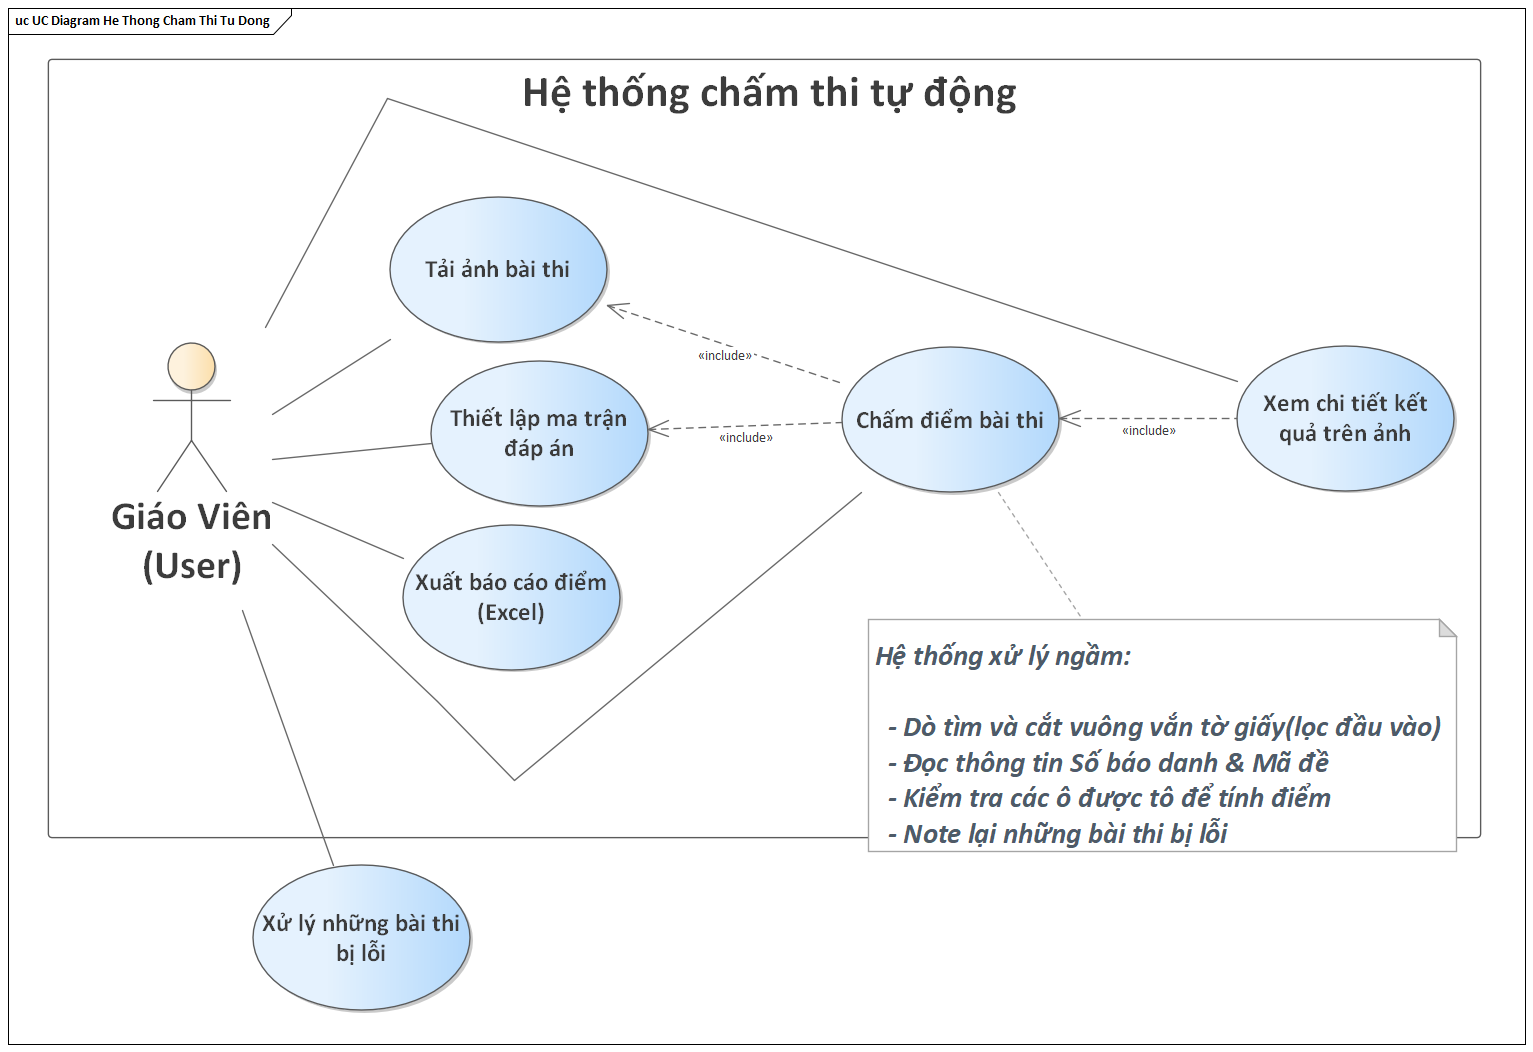 uc UC Diagram He Thong Cham Thi Tu Dong
Hệ thống chấm thi tự động
Tải ảnh bài thi
«include»
Thiết lập ma trận
đáp án
«include»
Chấm điểm bài thi
«include»
Xem chi tiết kết
quả trên ảnh
Giáo Viên
(User)
Xuất báo cáo điểm
(Excel)
Hệ thống xử lý ngầm:
- Dò tìm và cắt vuông vắn tờ giấy(lọc đầu vào)
- Đọc thông tin Số báo danh & Mã đề
- Kiểm tra các ô được tô để tính điểm
- Note lại những bài thi bị lỗi
Xử lý những bài thi
bị lỗi